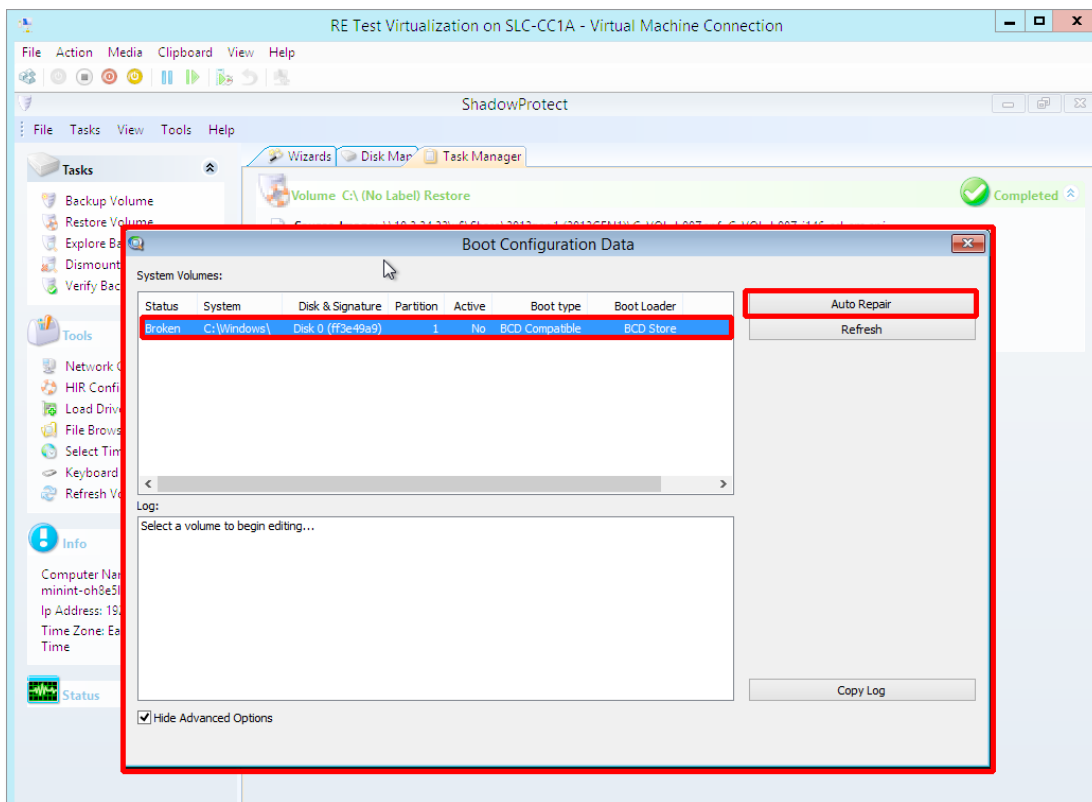 RE Test Virtualization on SLC-CC1A - Virtual Machine Connection
File Action Media Clipboard View Help
ShadowProtect
File Tasks View Tools Help
Wizards Disk Map Task Manager
Tasks
Backup Volume
Restore Volume
Explore Ba
Dismount
Verify Bac
Volume C:\ (No Label) Restore
Completed
Boot Configuration Data
System Volumes:
Status System Disk & Signature Partition Active Boot type Boot Loader
Broken C:\Windows\ Disk 0 (ff3e49a9) 1 No BCD Compatible BCD Store
Auto Repair
Refresh
Tools
Network C
HIR Confi
Load Driv
File Brows
Select Tim
Keyboard
Refresh Vo
Log:
Select a volume to begin editing...
Info
Computer Nar
minint-oh8e5l
Ip Address: 192
Time Zone: Ea
Time
Status
Copy Log
Hide Advanced Options